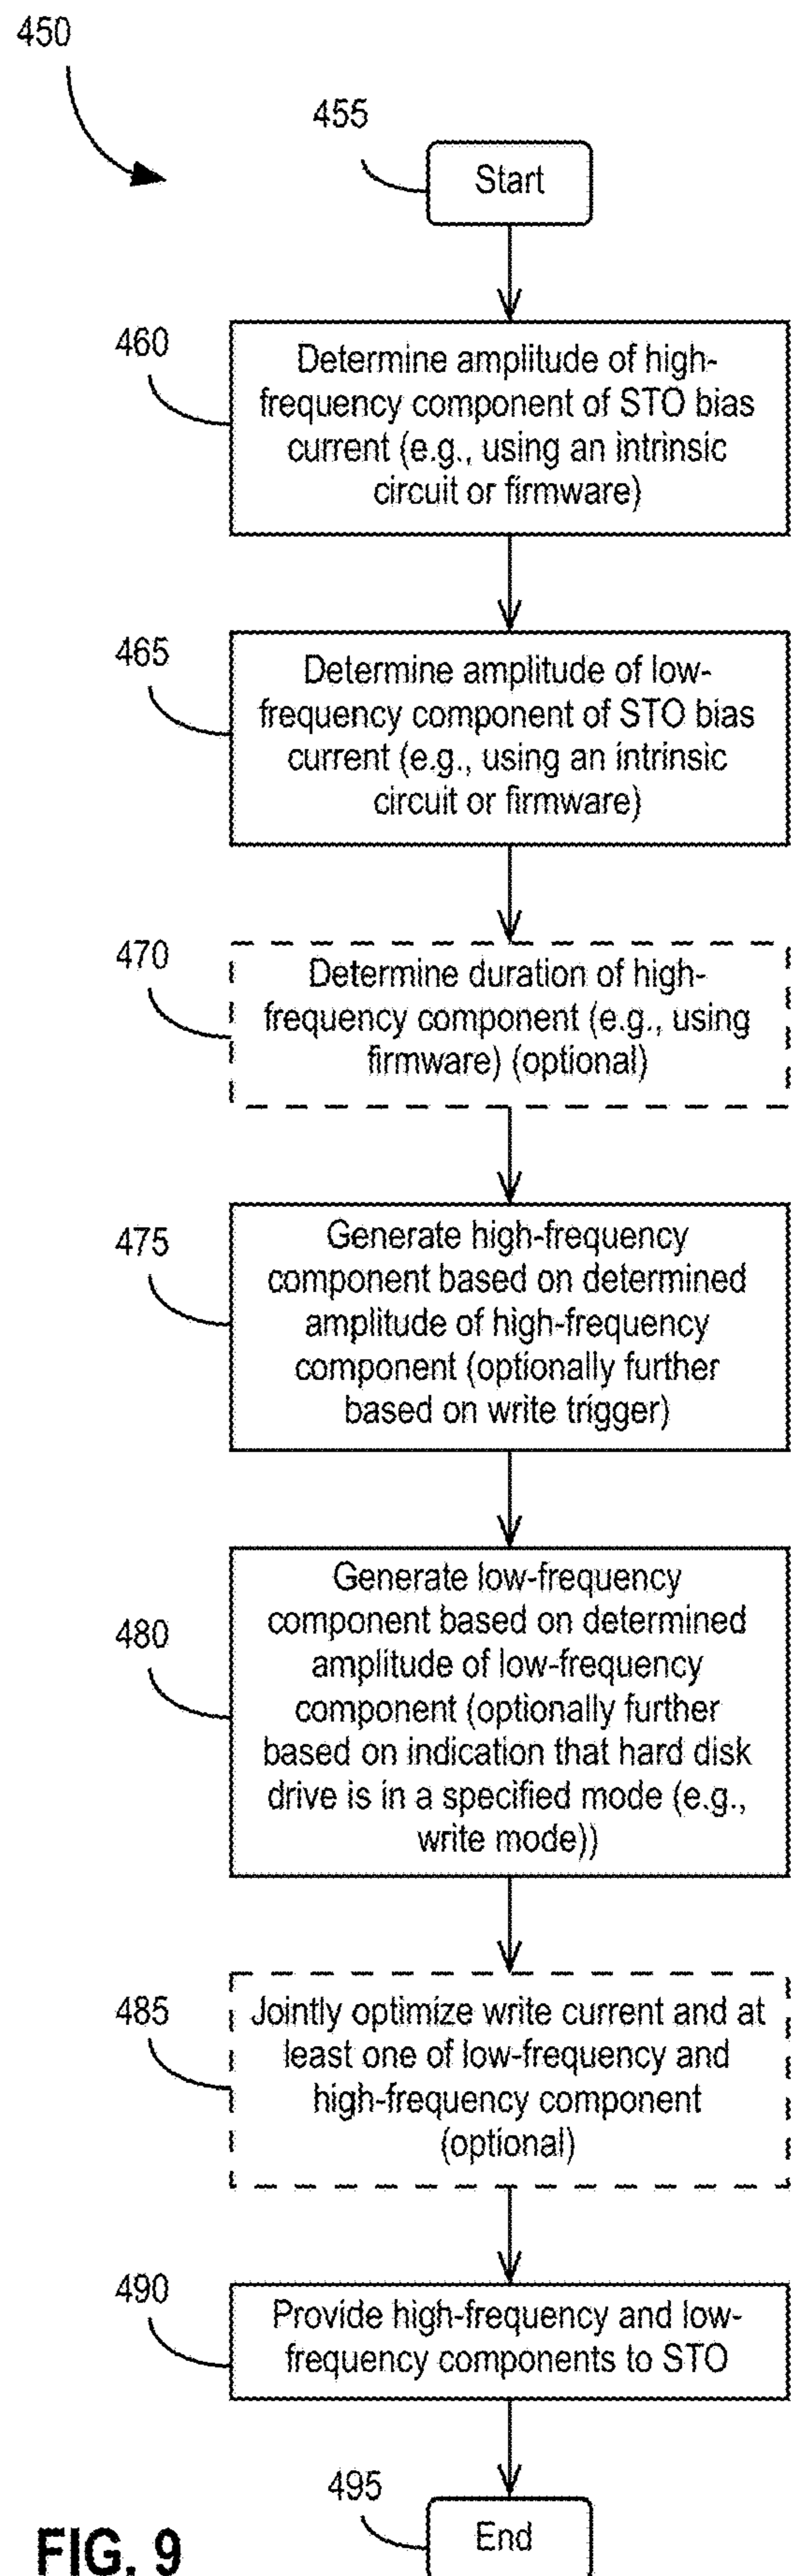 450
455
Start
460
Determine amplitude of high-
frequency component of STO bias
current (e.g., using an intrinsic
circuit or firmware)
465
Determine amplitude of low-
frequency component of STO bias
current (e.g., using an intrinsic
circuit or firmware)
470
Determine duration of high-
frequency component (e.g., using
firmware) (optional)
475
Generate high-frequency
component based on determined
amplitude of high-frequency
component (optionally further
based on write trigger)
480
Generate low-frequency
component based on determined
amplitude of low-frequency
component (optionally further
based on indication that hard disk
drive is in a specified mode (e.g.,
write mode))
485
Jointly optimize write current and at
least one of low-frequency and
high-frequency component
(optional)
490
Provide high-frequency and low-
frequency components to STO
495
End
FIG. 9